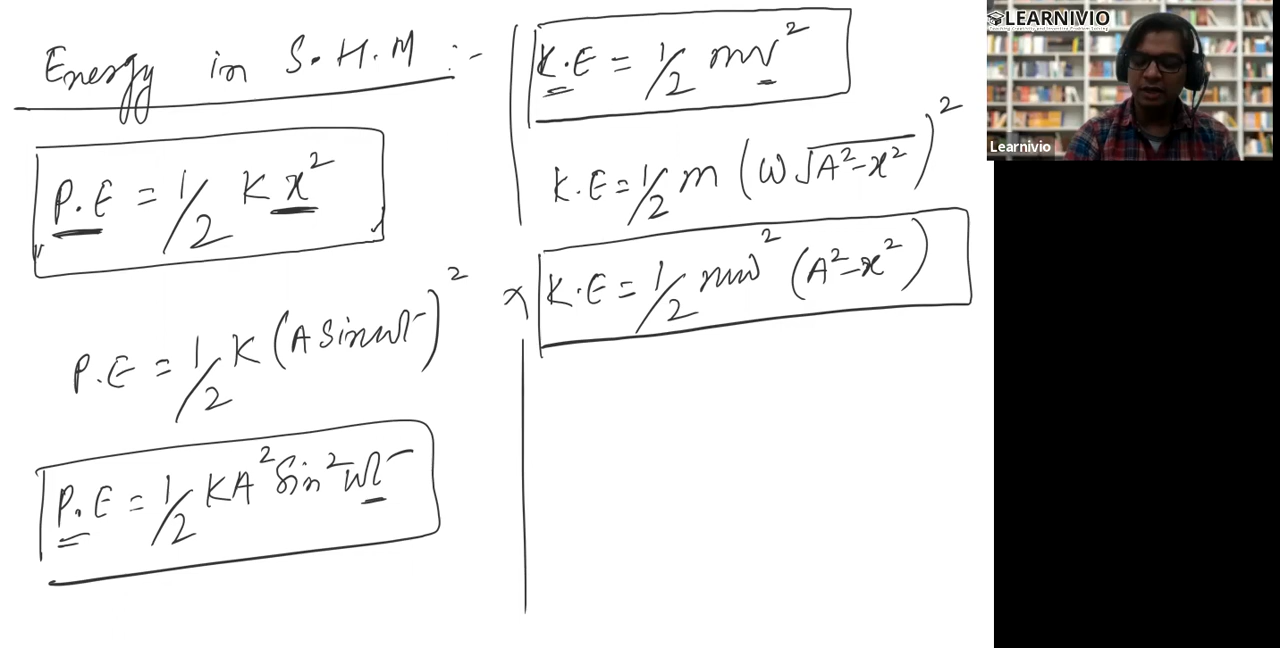 Energy in S.H.M :-
P.E = 1/2 K x²
P.E = 1/2 K (A Sin ωt)²
P.E = 1/2 KA² Sin² ωt
K.E = 1/2 mv²
K.E = 1/2 m (ω √A²-x²)²
x K.E = 1/2 mω² (A²-x²)
LEARNIVIO
Learnivio